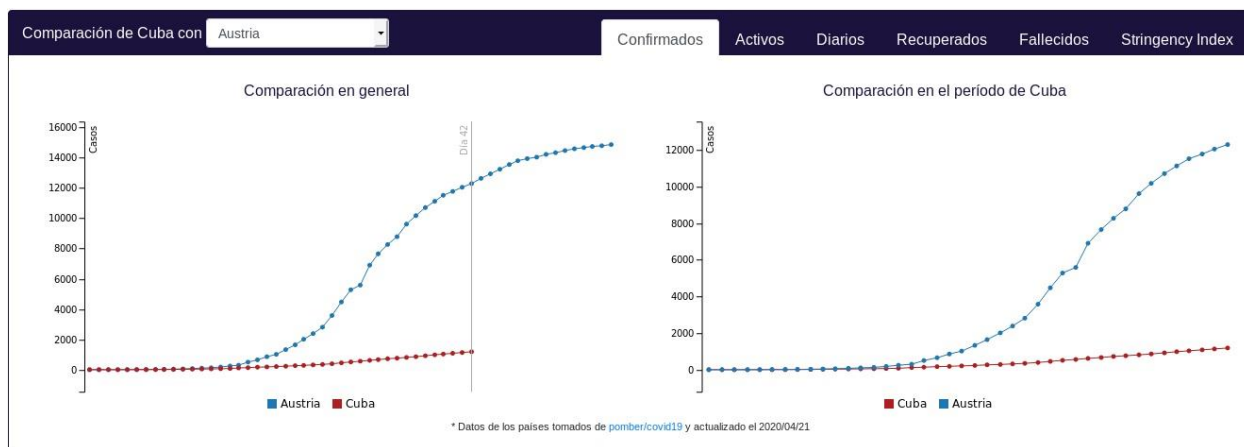 Comparación de Cuba con Austria
Confirmados Activos Diarios Recuperados Fallecidos Stringency Index
Comparación en general
16000
14000
12000
10000
8000
6000
4000
2000
0
Casos
Día 42
Austria Cuba
Comparación en el período de Cuba
12000
10000
8000
6000
4000
2000
0
Casos
Cuba Austria
* Datos de los países tomados de pomber/covid19 y actualizado el 2020/04/21